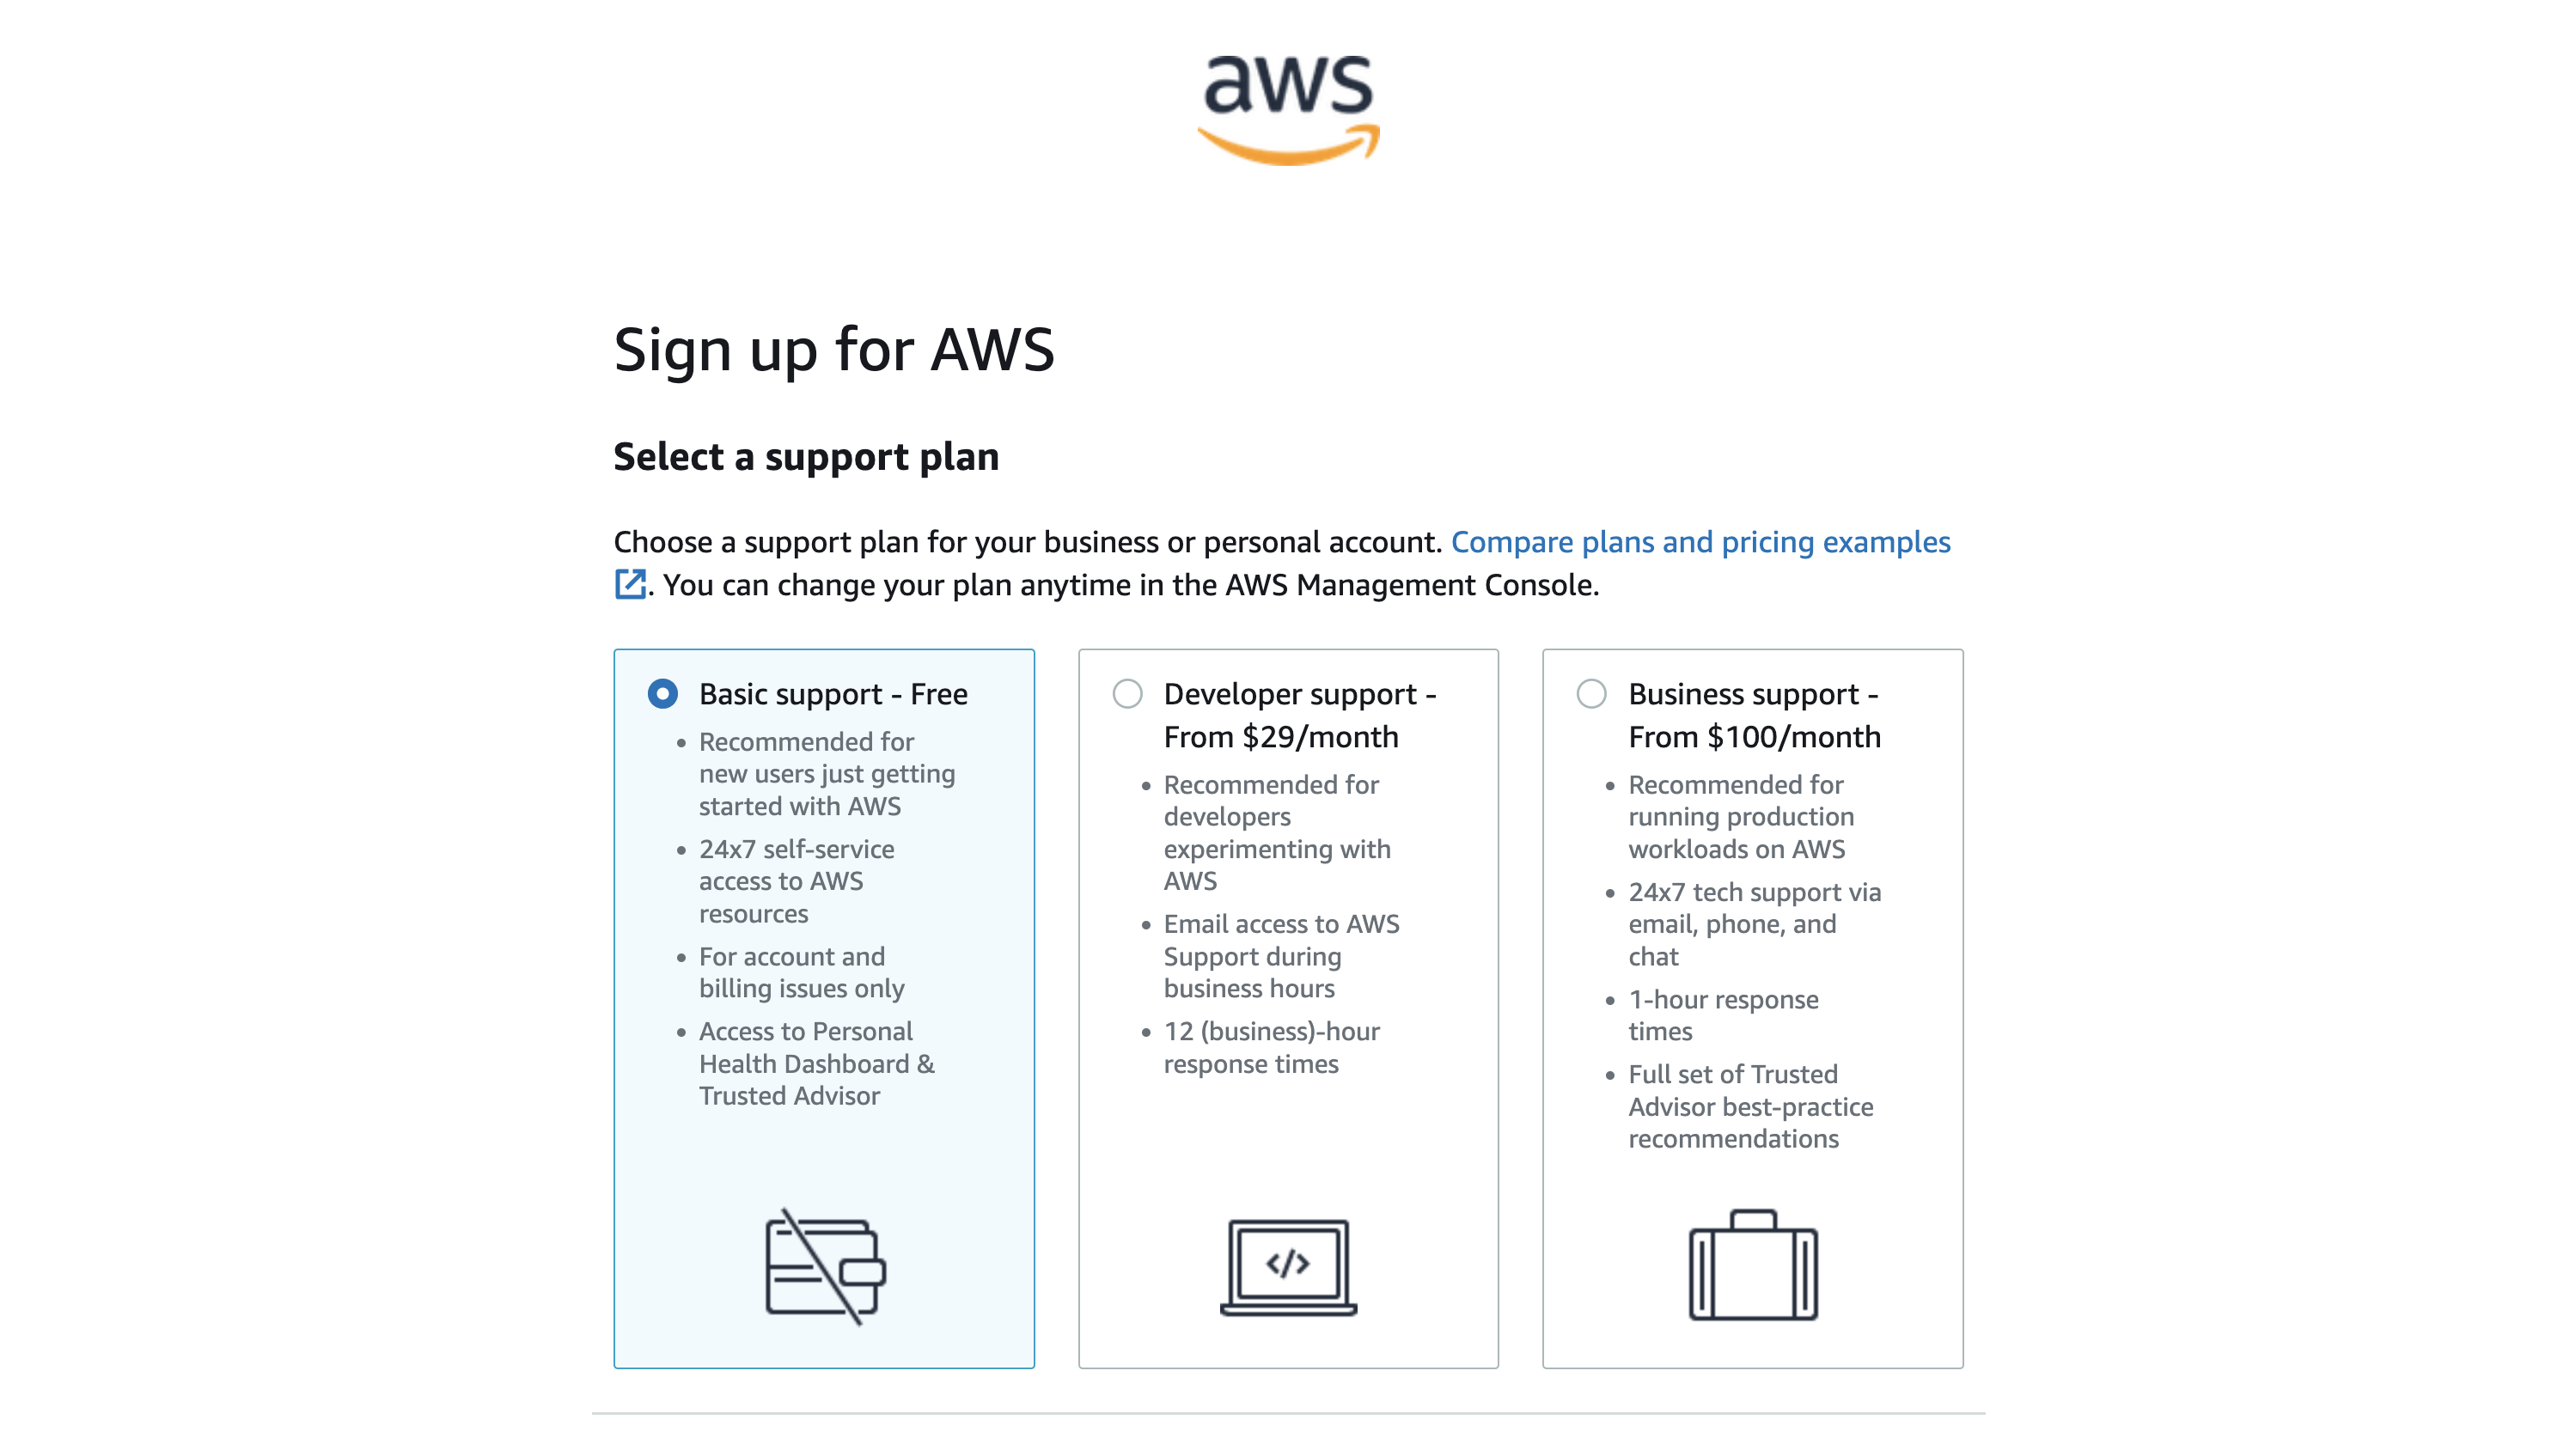 aws
Sign up for AWS
Select a support plan
Choose a support plan for your business or personal account. Compare plans and pricing examples
. You can change your plan anytime in the AWS Management Console.
Basic support - Free
Recommended for
new users just getting
started with AWS
24x7 self-service
access to AWS
resources
For account and
billing issues only
Access to Personal
Health Dashboard &
Trusted Advisor
Developer support -
From $29/month
Recommended for
developers
experimenting with
AWS
Email access to AWS
Support during
business hours
12 (business)-hour
response times
</>
Business support -
From $100/month
Recommended for
running production
workloads on AWS
24x7 tech support via
email, phone, and
chat
1-hour response
times
Full set of Trusted
Advisor best-practice
recommendations